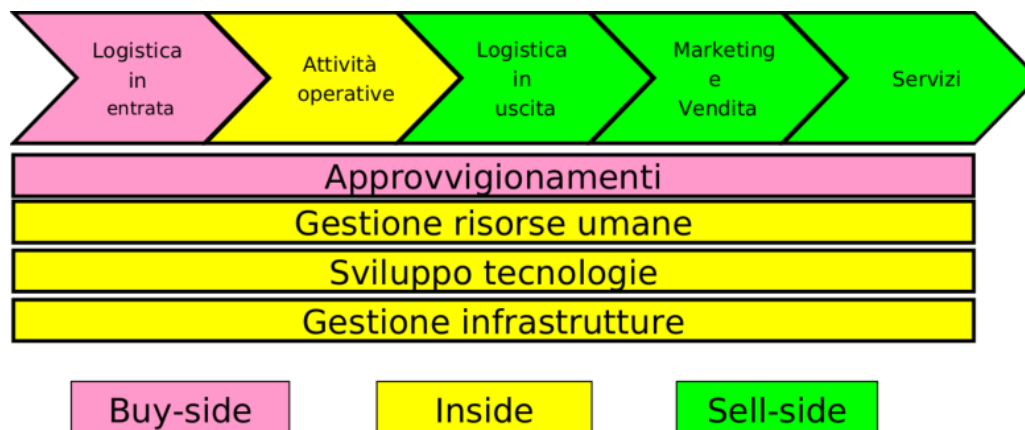 Logistica
in
entrata
Attività
operative
Logistica
in
uscita
Marketing
e
Vendita
Servizi
Approvvigionamenti
Gestione risorse umane
Sviluppo tecnologie
Gestione infrastrutture
Buy-side
Inside
Sell-side